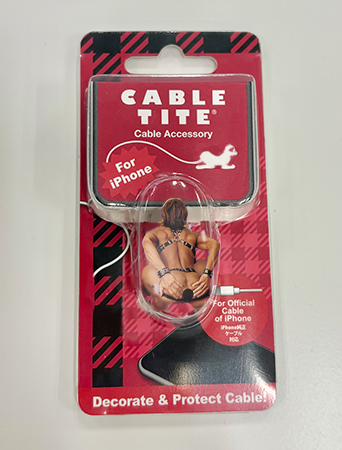 CABLE
TITE®
Cable Accessory
For
iPhone
For Official
Cable
of iPhone
iPhone純正
ケーブル
対応
Decorate & Protect Cable!